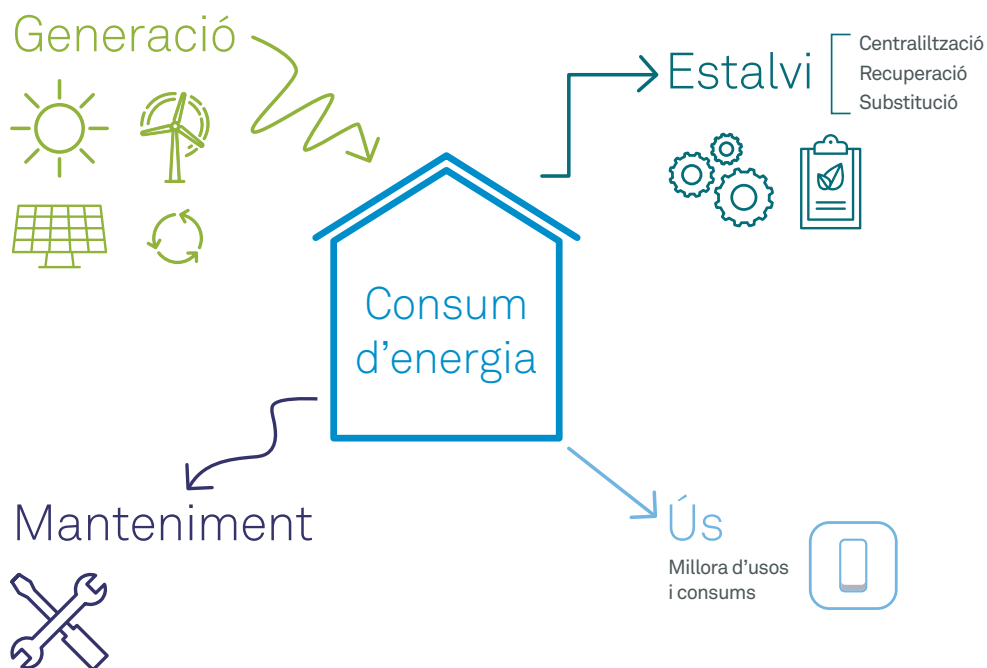 Generació
Estalvi
Centraliltzació
Recuperació
Substitució
Consum
d’energia
Manteniment
Ús
Millora d’usos
i consums